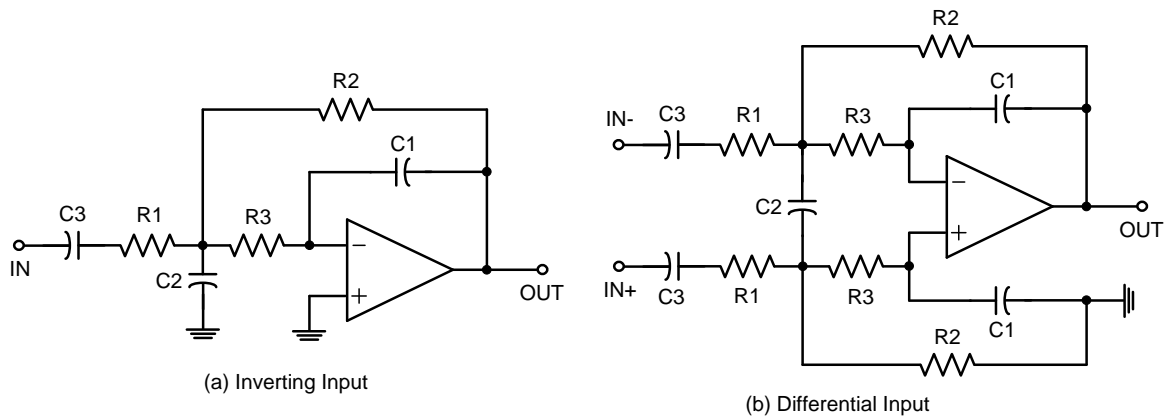 R2
C1
C3
R1
R3
C2
IN
OUT
(a) Inverting Input
R2
C1
IN-
C3
R1
R3
C2
OUT
IN+
C3
R1
R3
C1
R2
(b) Differential Input